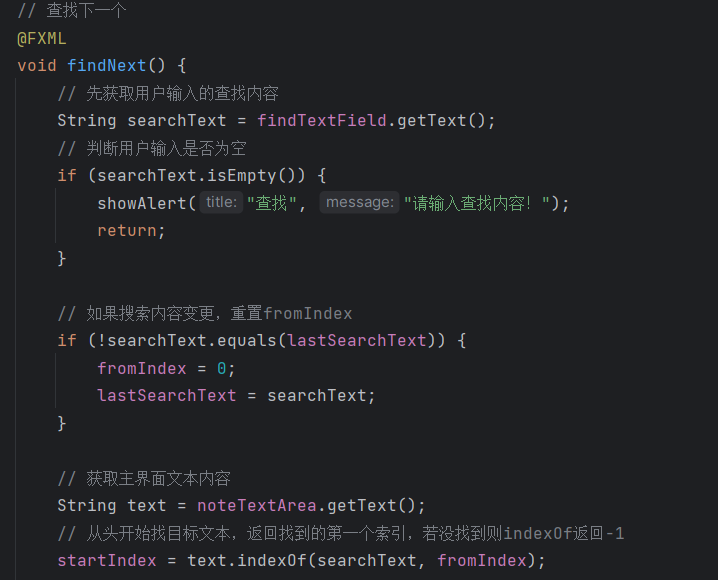 // 查找下一个
@FXML
void findNext() {
// 先获取用户输入的查找内容
String searchText = findTextField.getText();
// 判断用户输入是否为空
if (searchText.isEmpty()) {
showAlert( title: "查找", message: "请输入查找内容！");
return;
}
// 如果搜索内容变更，重置fromIndex
if (!searchText.equals(lastSearchText)) {
fromIndex = 0;
lastSearchText = searchText;
}
// 获取主界面文本内容
String text = noteTextArea.getText();
// 从头开始找目标文本，返回找到的第一个索引，若没找到则indexOf返回-1
startIndex = text.indexOf(searchText, fromIndex);